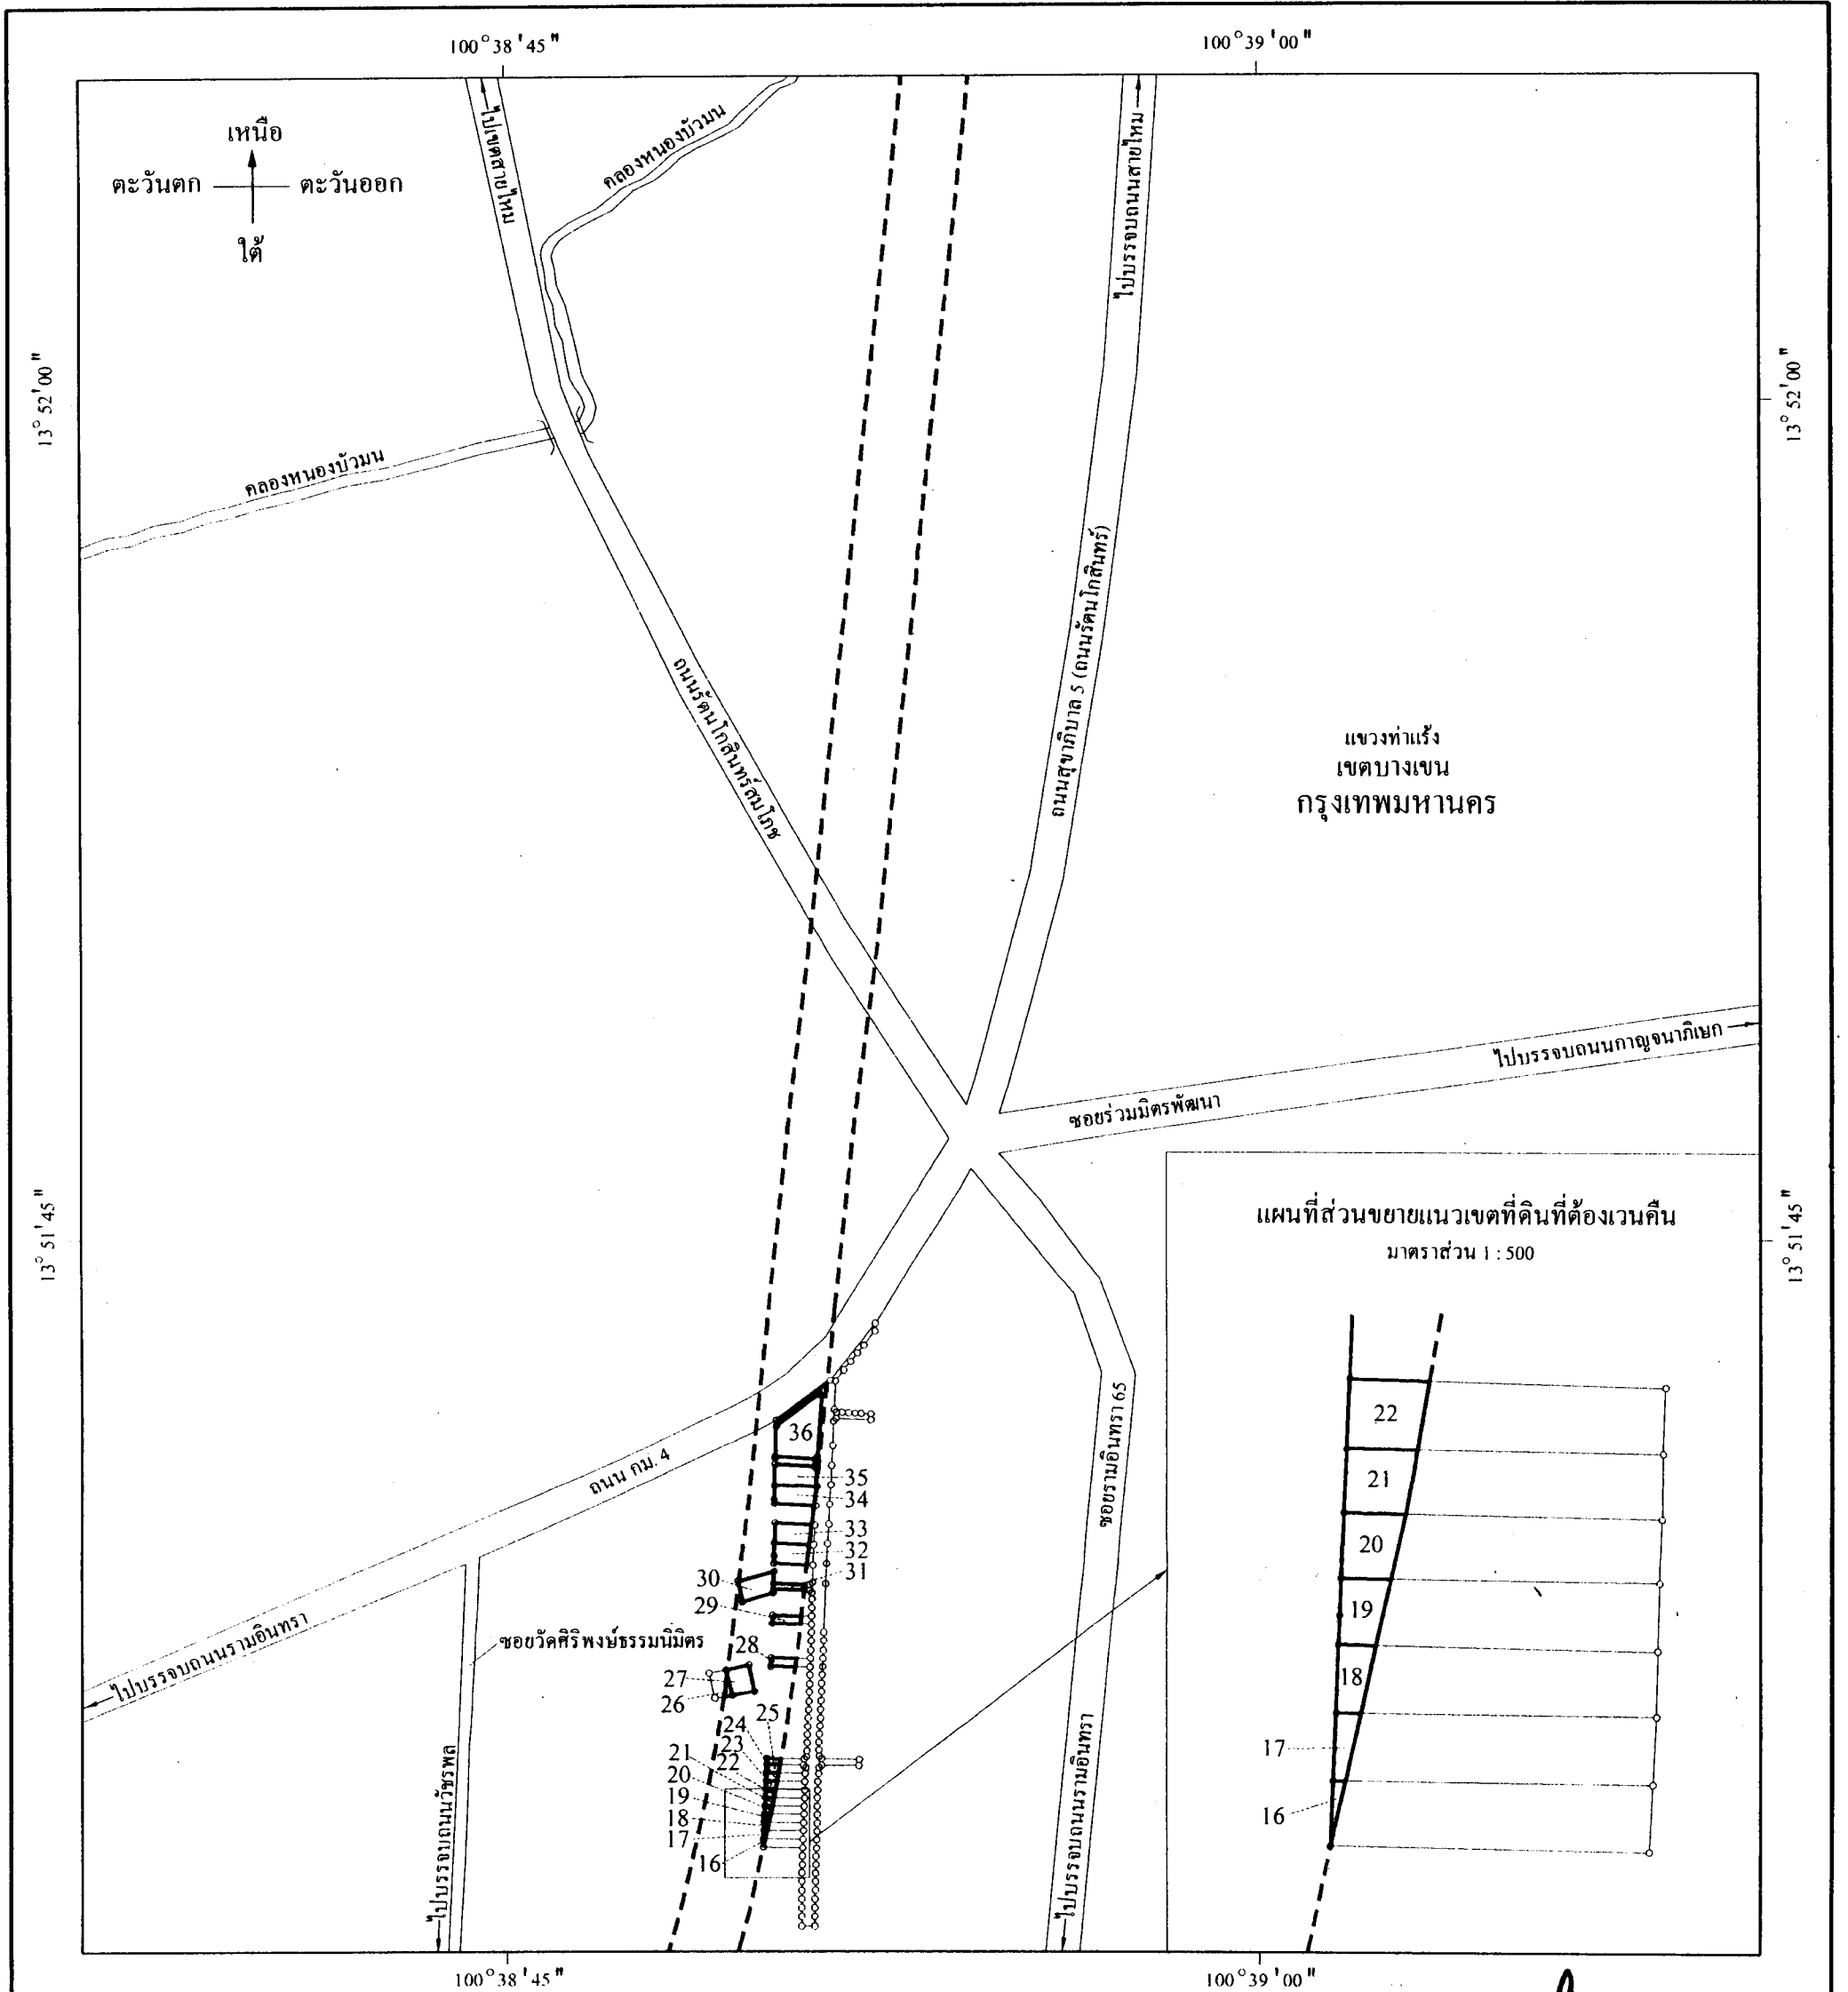 100°38'45"
100°39'00"
เหนือ
ตะวันตก
ตะวันออก
ใต้
ไปเขตสายไหม
คลองหนองบัวมน
ไปบรรจบถนนสายไหม
13°52'00"
13°52'00"
คลองหนองบัวมน
ถนนสุขาภิบาล 5 (ถนนรัตนโกสินทร์)
ถนนรัตนโกสินทร์สมโภช
แขวงท่าแร้ง
เขตบางเขน
กรุงเทพมหานคร
ไปบรรจบถนนกาญจนาภิเษก
ซอยร่วมมิตรพัฒนา
13°51'45"
13°51'45"
แผนที่ส่วนขยายแนวเขตที่ดินที่ต้องเวนคืน
มาตราส่วน 1 : 500
22
21
20
19
18
17
16
ซอยรามอินทรา 65
ถนน กม. 4
36
35
34
33
32
31
30
29
28
27
26
25
24
23
22
21
20
19
18
17
16
ซอยวัดศิริพงษ์ธรรมนิมิตร
ไปบรรจบถนนรามอินทรา
ไปบรรจบถนนวัชรพล
ไปบรรจบถนนรามอินทรา
100°38'45"
100°39'00"